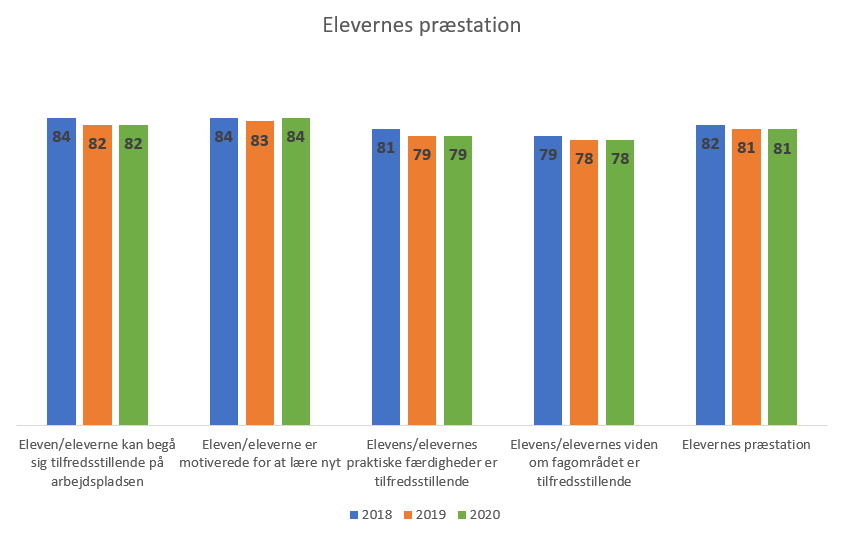 Elevernes præstation
84 82 82 84 83 84 81 79 79 79 78 78 82 81 81
Eleven/eleverne kan begå
sig tilfredsstillende på
arbejdspladsen
Eleven/eleverne er
motiverede for at lære nyt
Elevens/elevernes
praktiske færdigheder er
tilfredsstillende
Elevens/elevernes viden
om fagområdet er
tilfredsstillende
Elevernes præstation
2018 2019 2020